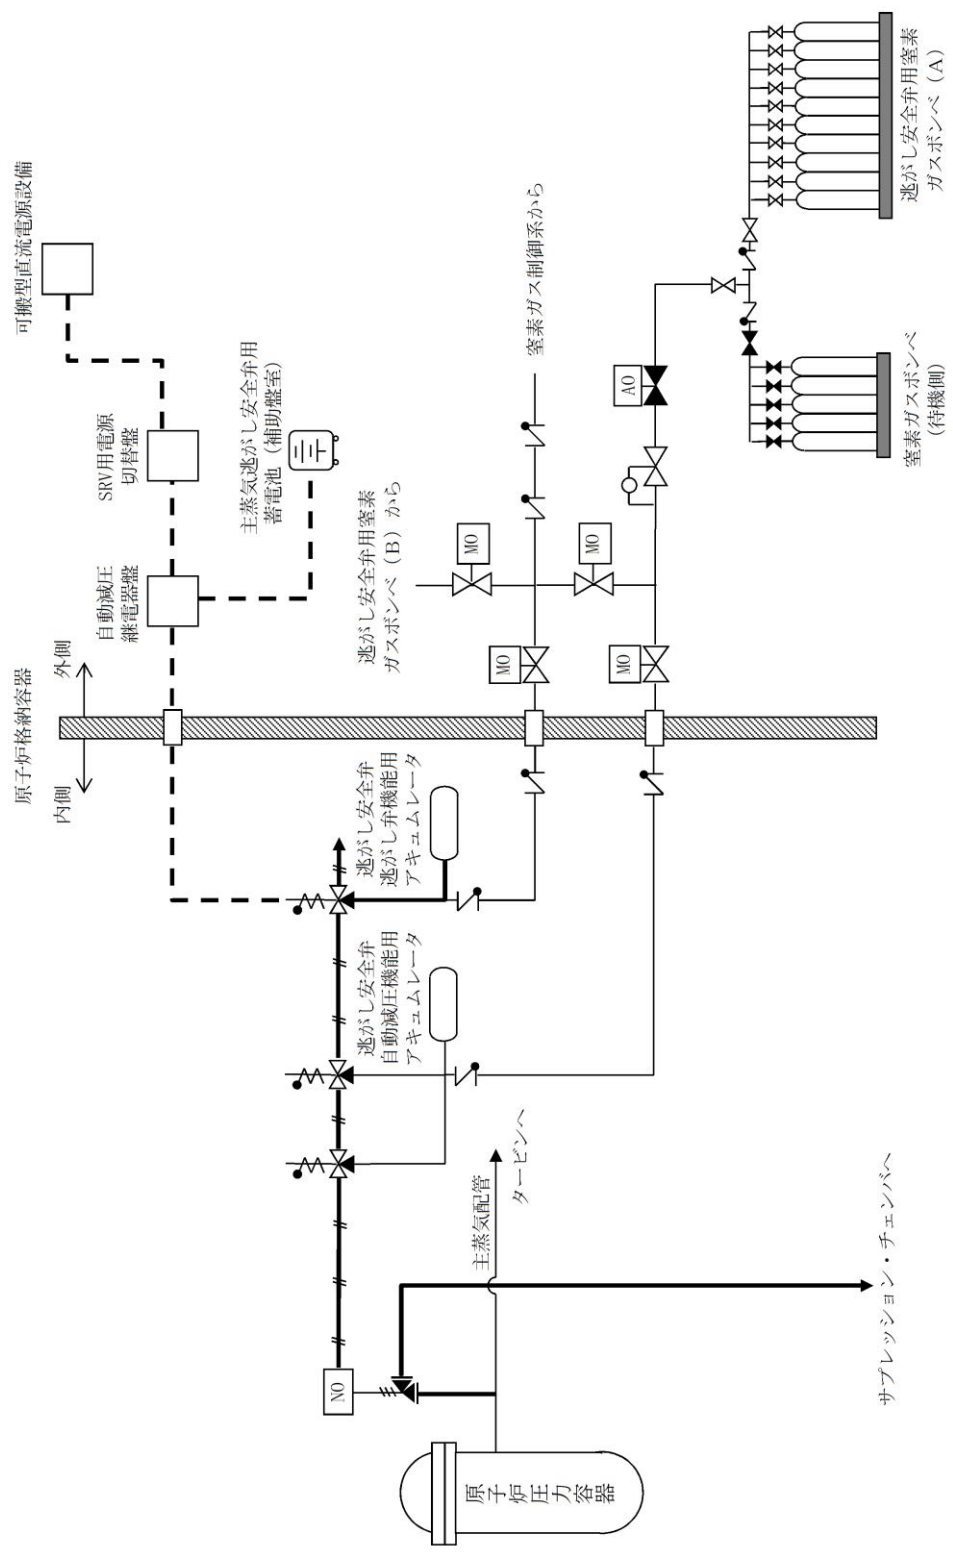 原子炉格納容器
内側
外側
可搬型直流電源設備
SRV用電源
切替盤
自動減圧
継電器盤
主蒸気逃がし安全弁用
蓄電池（補助盤室）
逃がし安全弁用窒素
ガスボンベ（B）から
窒素ガス制御系から
MO
MO
MO
MO
AO
逃がし安全弁用窒素
ガスボンベ（A）
窒素ガスボンベ
（待機側）
逃がし安全弁
逃がし弁機能用
アキュムレータ
逃がし安全弁
自動減圧機能用
アキュムレータ
NO
主蒸気配管
タービンへ
サプレッション・チェンバへ
原子炉圧力容器